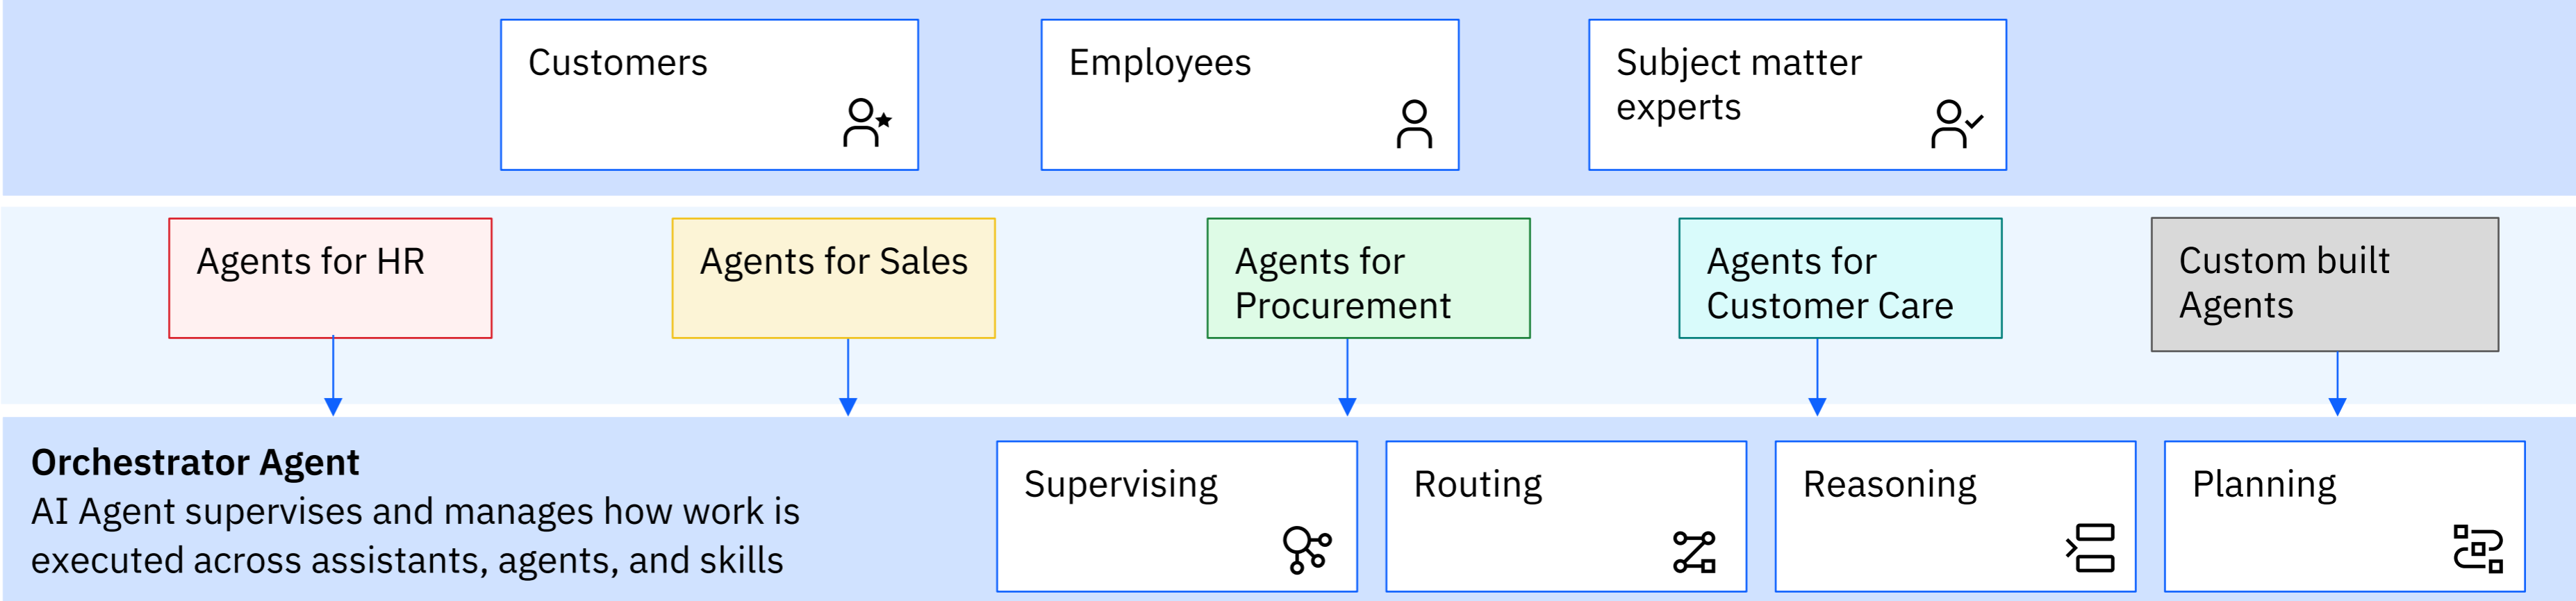 Customers
Employees
Subject matter
experts
Agents for HR
Agents for Sales
Agents for
Procurement
Agents for
Customer Care
Custom built
Agents
Orchestrator Agent
AI Agent supervises and manages how work is
executed across assistants, agents, and skills
Supervising
Routing
Reasoning
Planning